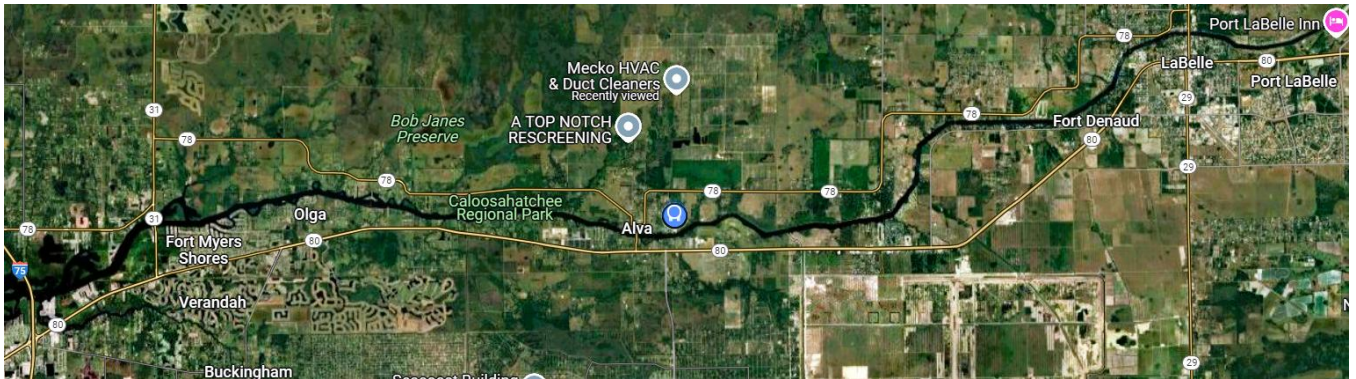 Port LaBelle Inn
78
80
LaBelle
Port LaBelle
Mecko HVAC
& Duct Cleaners
Recently viewed
29
31
Bob Janes
Preserve
A TOP NOTCH
RESCREENING
78
Fort Denaud
80
78
29
78
Caloosahatchee
Regional Park
78
78
31
Olga
Alva
78
Fort Myers
Shores
80
80
75
Verandah
80
29
Buckingham